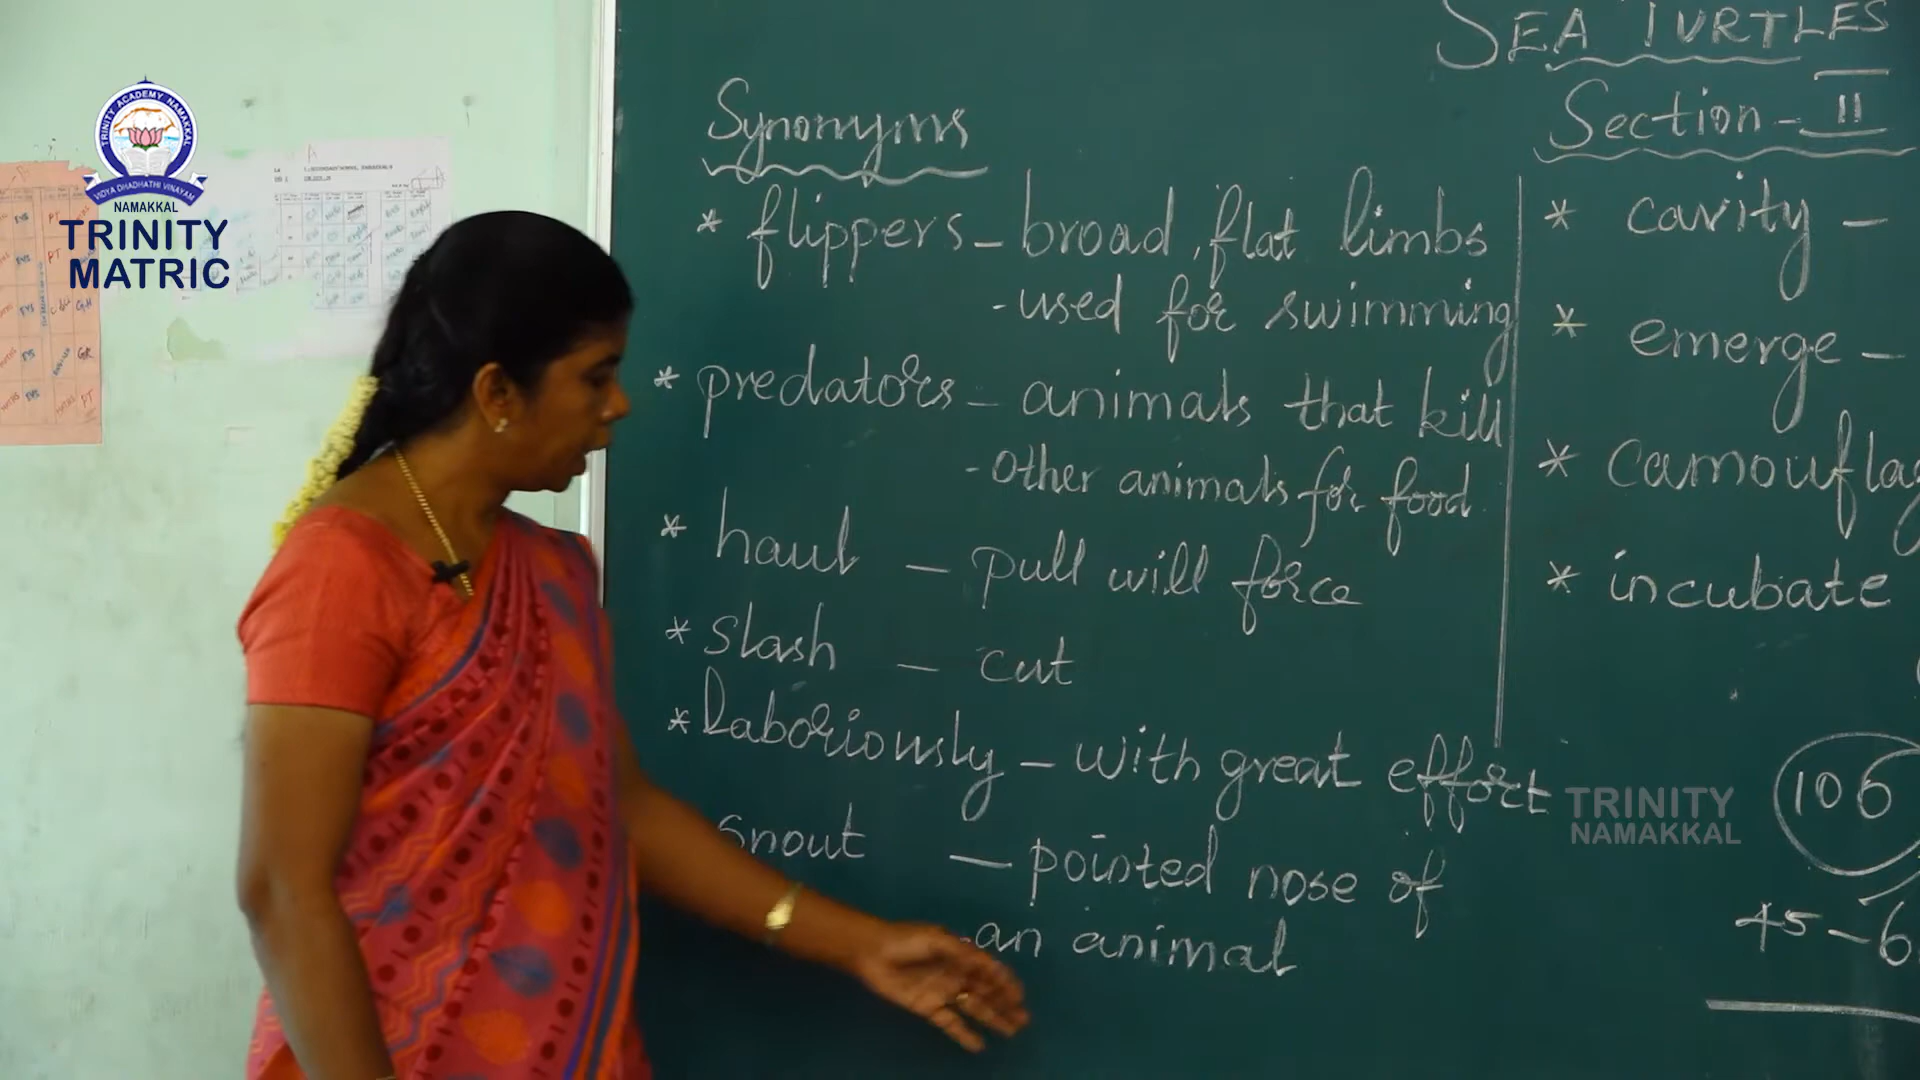 TRINITY ACADEMY NAMAKKAL
VIDYA DHADHATHI VINAYAM
NAMAKKAL
TRINITY
MATRIC
SEA TURTLES
Synonyms
* flippers – broad, flat limbs
- used for swimming
* predators – animals that kill
- other animals for food
* haul – pull will force
* slash – cut
* laboriously – with great effort
snout – pointed nose of
- an animal
Section – II
* cavity –
* emerge –
* camouflag
* incubate
106
45 – 6
TRINITY
NAMAKKAL